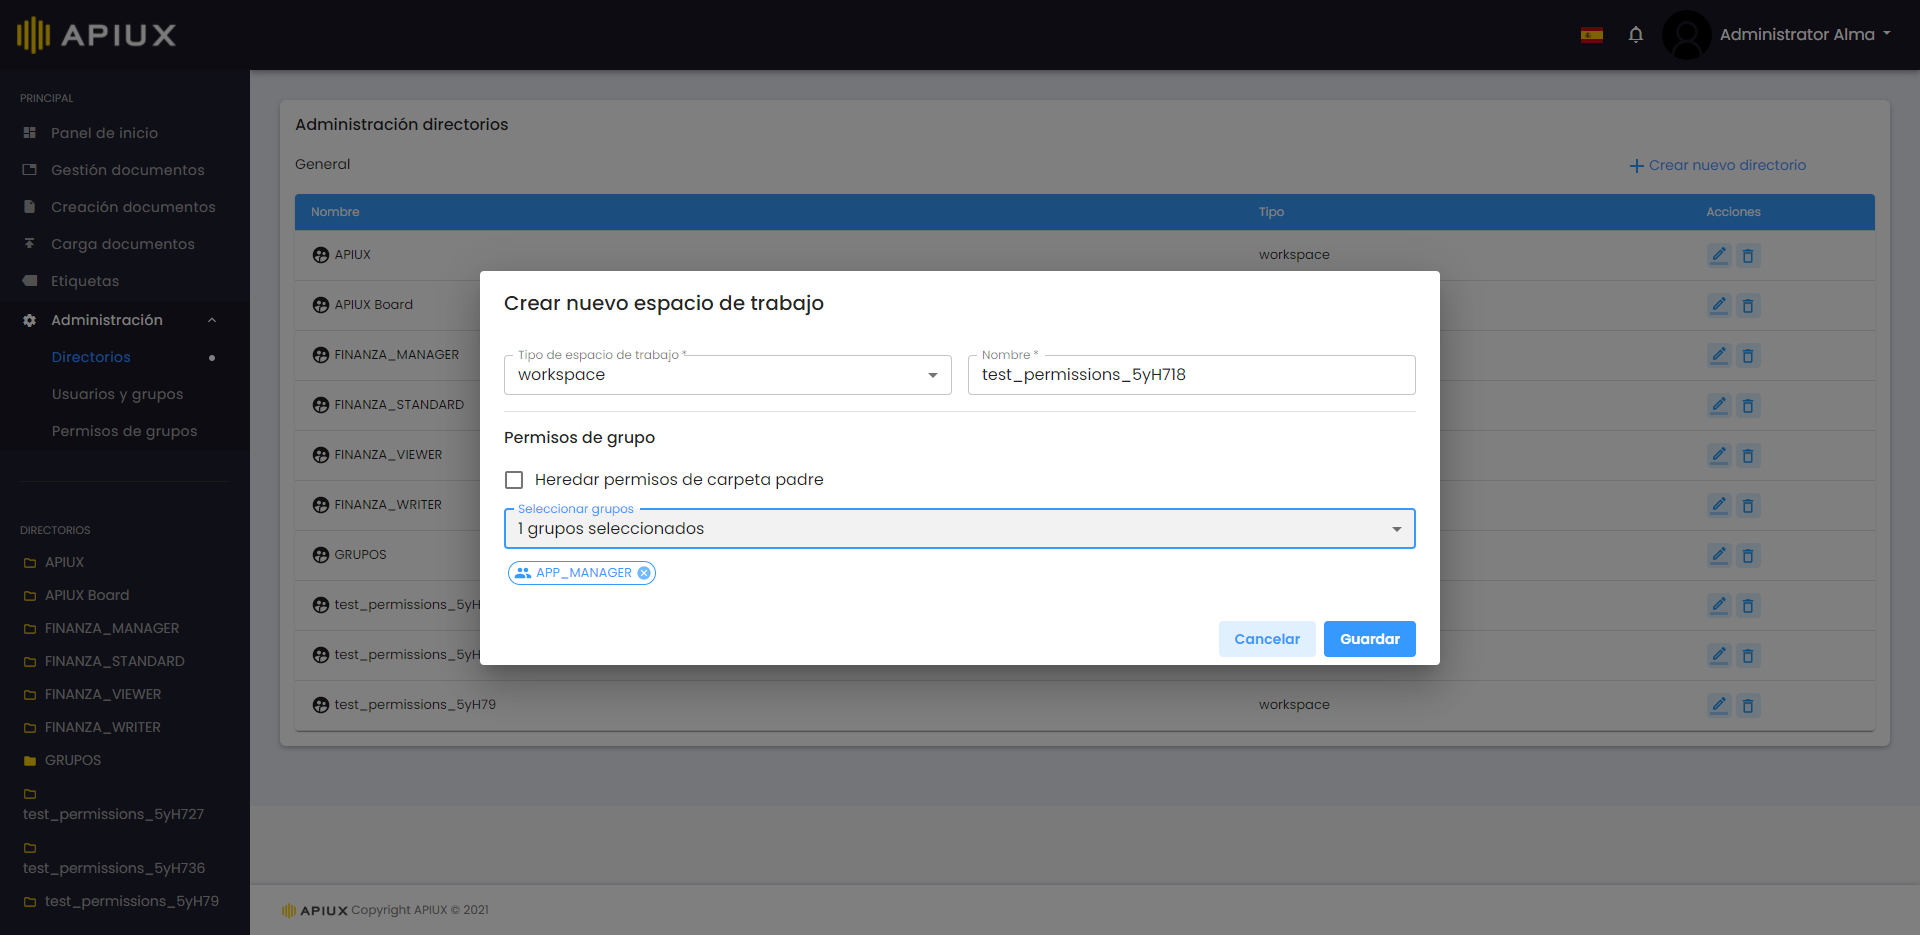 APIUX
Administrator Alma
PRINCIPAL
Panel de inicio
Gestión documentos
Creación documentos
Carga documentos
Etiquetas
Administración
Directorios
Usuarios y grupos
Permisos de grupos
DIRECTORIOS
APIUX
APIUX Board
FINANZA_MANAGER
FINANZA_STANDARD
FINANZA_VIEWER
FINANZA_WRITER
GRUPOS
test_permissions_5yH727
test_permissions_5yH736
test_permissions_5yH79
Administración directorios
General
Crear nuevo directorio
Nombre Tipo Acciones
APIUX workspace
APIUX Board
FINANZA_MANAGER
FINANZA_STANDARD
FINANZA_VIEWER
FINANZA_WRITER
GRUPOS
test_permissions_5yH
test_permissions_5yH
test_permissions_5yH79 workspace
Crear nuevo espacio de trabajo
Tipo de espacio de trabajo *
workspace
Nombre *
test_permissions_5yH718
Permisos de grupo
Heredar permisos de carpeta padre
Seleccionar grupos
1 grupos seleccionados
APP_MANAGER
Cancelar Guardar
APIUX Copyright APIUX © 2021